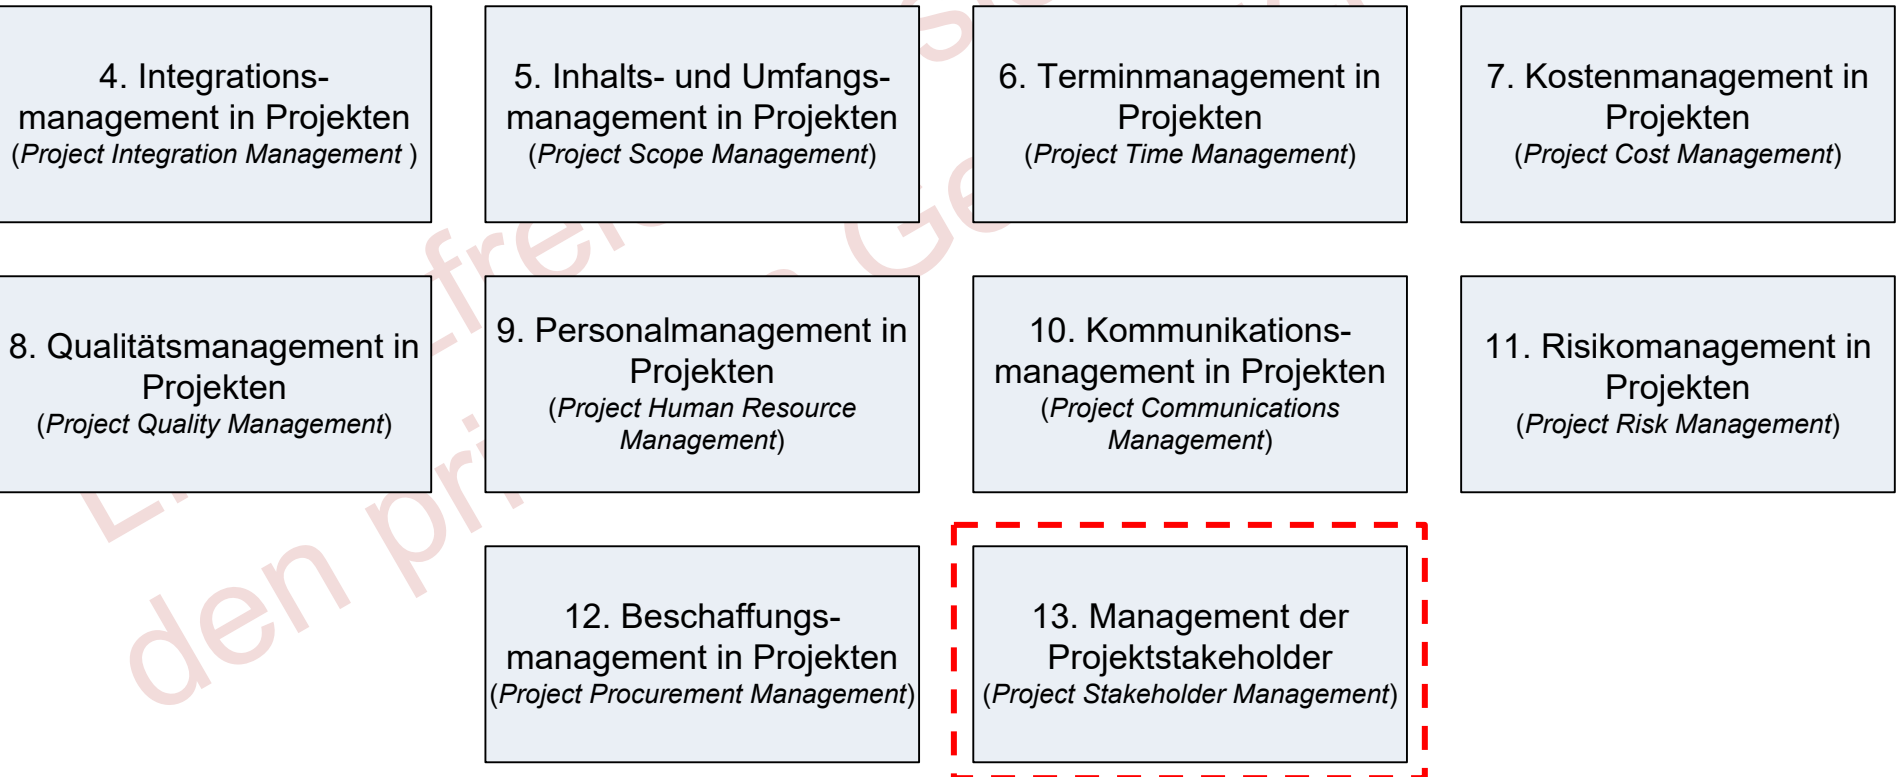 4. Integrations-
management in Projekten
(Project Integration Management )
5. Inhalts- und Umfangs-
management in Projekten
(Project Scope Management)
6. Terminmanagement in
Projekten
(Project Time Management)
7. Kostenmanagement in
Projekten
(Project Cost Management)
8. Qualitätsmanagement in
Projekten
(Project Quality Management)
9. Personalmanagement in
Projekten
(Project Human Resource
Management)
10. Kommunikations-
management in Projekten
(Project Communications
Management)
11. Risikomanagement in
Projekten
(Project Risk Management)
12. Beschaffungs-
management in Projekten
(Project Procurement Management)
13. Management der
Projektstakeholder
(Project Stakeholder Management)
den